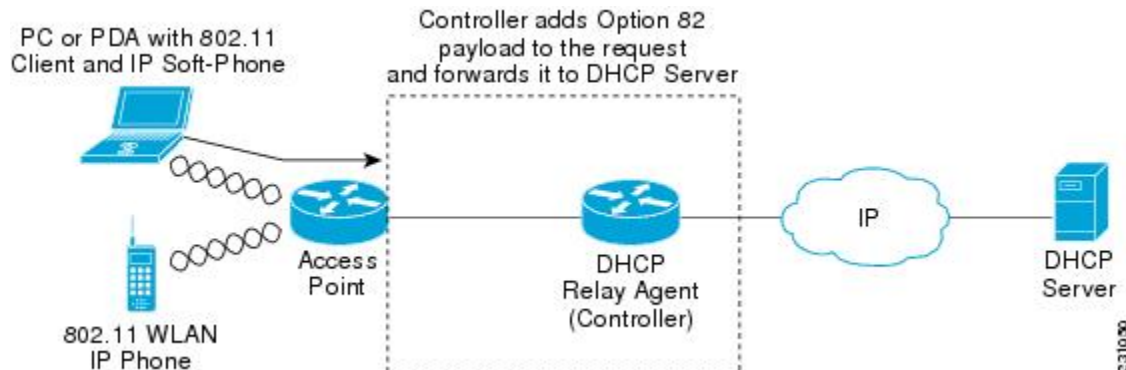 Controller adds Option 82
payload to the request
and forwards it to DHCP Server
PC or PDA with 802.11
Client and IP Soft-Phone
Access
Point
DHCP
Relay Agent
(Controller)
IP
DHCP
Server
802.11 WLAN
IP Phone
231050